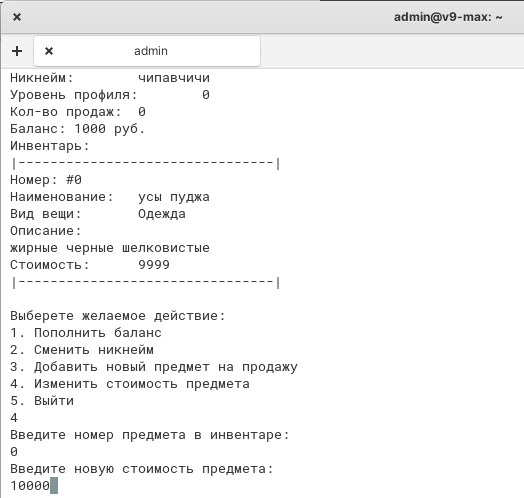 admin@v9-max: ~
admin
Никнейм: чипавчичи
Уровень профиля: 0
Кол-во продаж: 0
Баланс: 1000 руб.
Инвентарь:
|--------------------------------|
Номер: #0
Наименование: усы пуджа
Вид вещи: Одежда
Описание:
жирные черные шелковистые
Стоимость: 9999
|--------------------------------|
Выберете желаемое действие:
1. Пополнить баланс
2. Сменить никнейм
3. Добавить новый предмет на продажу
4. Изменить стоимость предмета
5. Выйти
4
Введите номер предмета в инвентаре:
0
Введите новую стоимость предмета:
10000